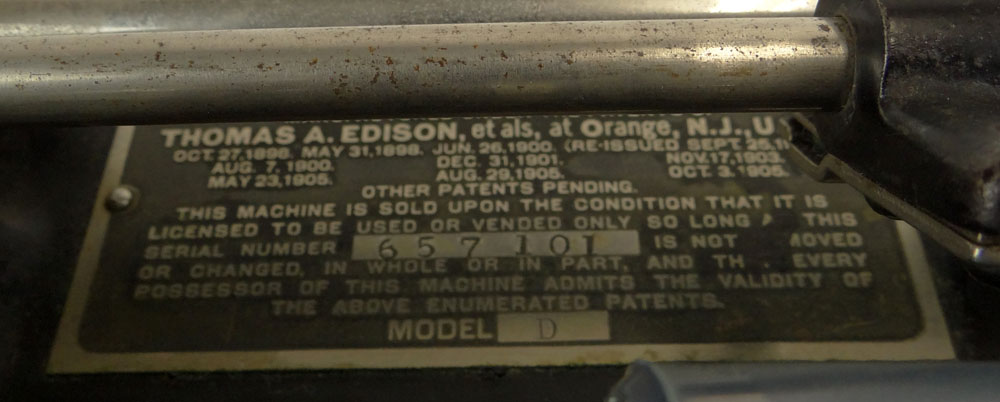 THOMAS A. EDISON, et als, at Orange, N.J., U
OCT. 27, 1896. MAY 31, 1898. JUN. 26, 1900. (RE-ISSUED SEPT. 25, 1
AUG. 7, 1900. DEC. 31, 1901. NOV. 17, 1903.
MAY 23, 1905. AUG. 29, 1905. OCT. 3, 1905.
OTHER PATENTS PENDING.
THIS MACHINE IS SOLD UPON THE CONDITION THAT IT IS
LICENSED TO BE USED OR VENDED ONLY SO LONG THIS
SERIAL NUMBER 657101 IS NOT MOVED
OR CHANGED, IN WHOLE OR IN PART, AND TH EVERY
POSSESSOR OF THIS MACHINE ADMITS THE VALIDITY OF
THE ABOVE ENUMERATED PATENTS.
MODEL D